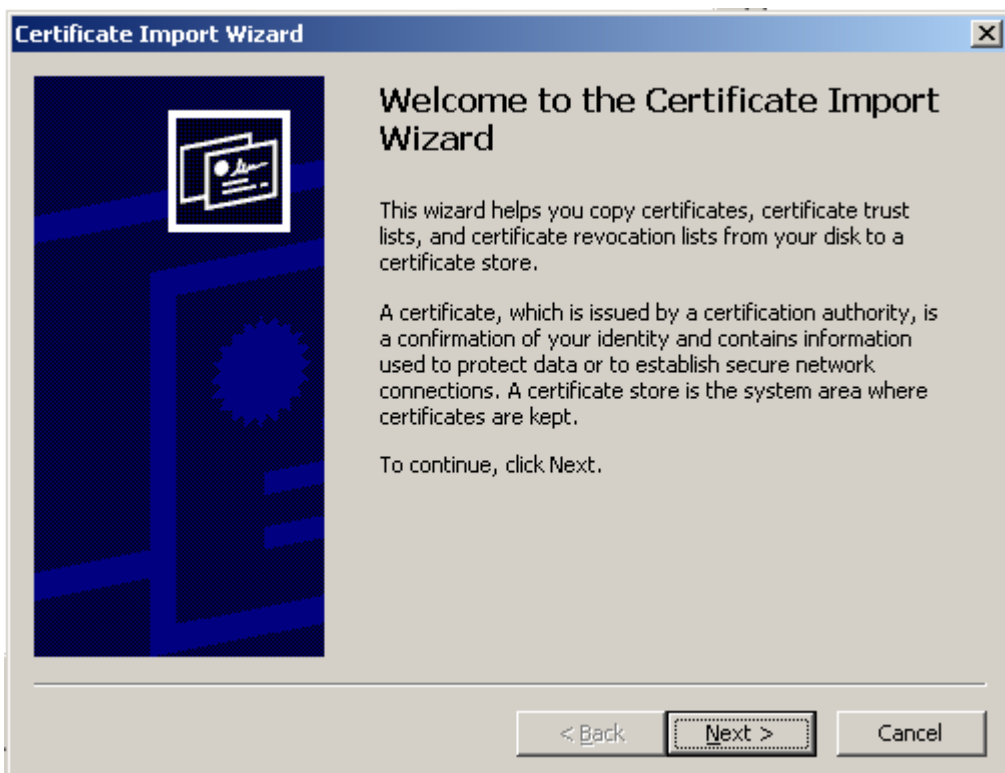 Certificate Import Wizard
Welcome to the Certificate Import
Wizard
This wizard helps you copy certificates, certificate trust
lists, and certificate revocation lists from your disk to a
certificate store.
A certificate, which is issued by a certification authority, is
a confirmation of your identity and contains information
used to protect data or to establish secure network
connections. A certificate store is the system area where
certificates are kept.
To continue, click Next.
< Back
Next >
Cancel